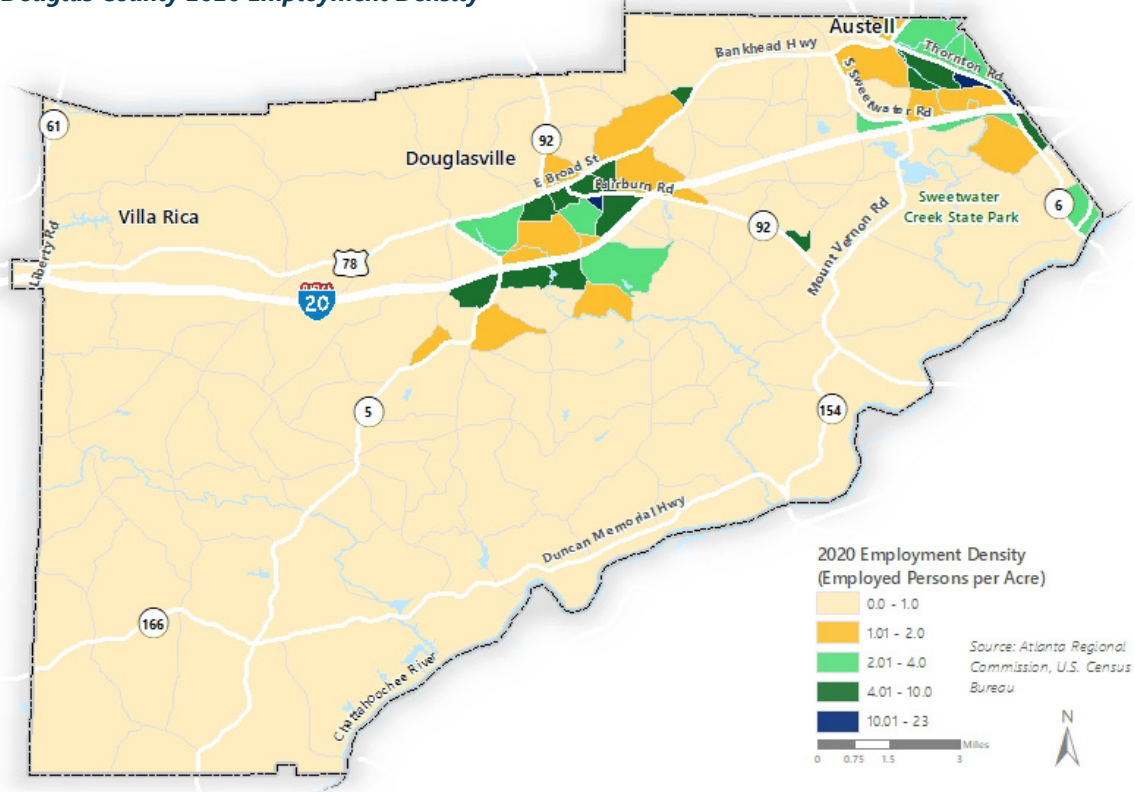 Douglas County 2020 Employment Density
Austell
Bankhead Hwy
Thornton Rd
S Sweetwater Rd
61
92
Douglasville
E Broad St
Fairburn Rd
Sweetwater
Creek State Park
6
Villa Rica
92
Liberty Rd
78
Mount Vernon Rd
20
5
154
Duncan Memorial Hwy
166
Chattahoochee River
2020 Employment Density
(Employed Persons per Acre)
0.0 - 1.0
1.01 - 2.0
2.01 - 4.0
4.01 - 10.0
10.01 - 23
Source: Atlanta Regional
Commission, U.S. Census
Bureau
N
Miles
0 0.75 1.5 3